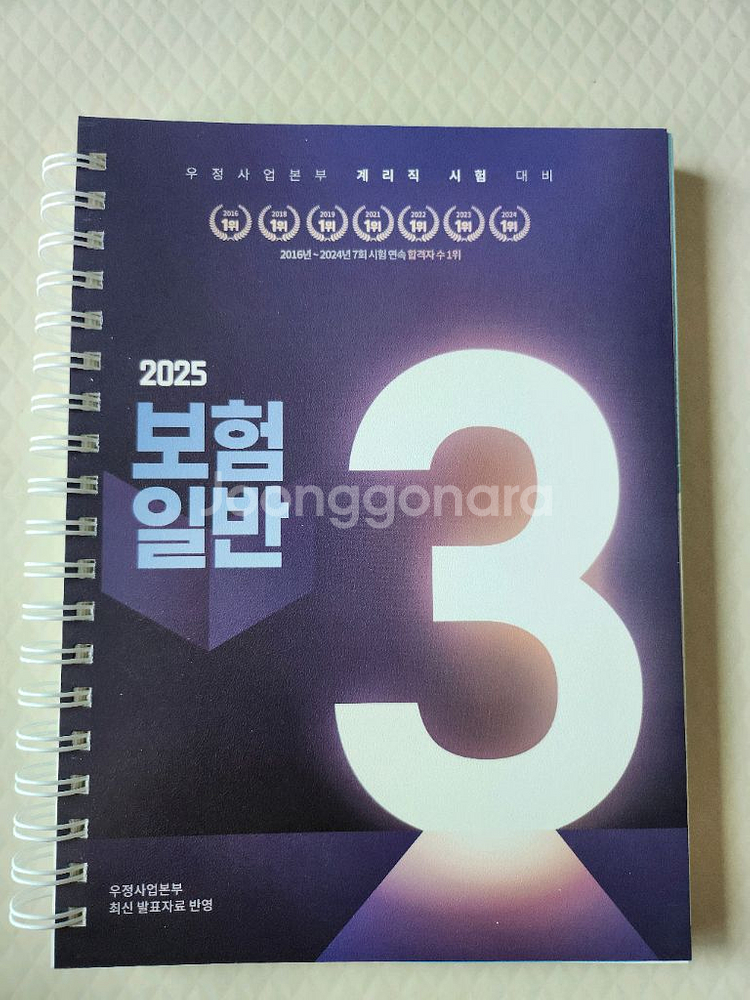 우정사업본부 계리직 시험 대비
2016 1위 2018 1위 2019 1위 2021 1위 2022 1위 2023 1위 2024 1위
2016년~2024년 7회 시험 연속 합격자 수 1위
2025
보험
일반
3
Joonggonara
우정사업본부
최신 발표자료 반영